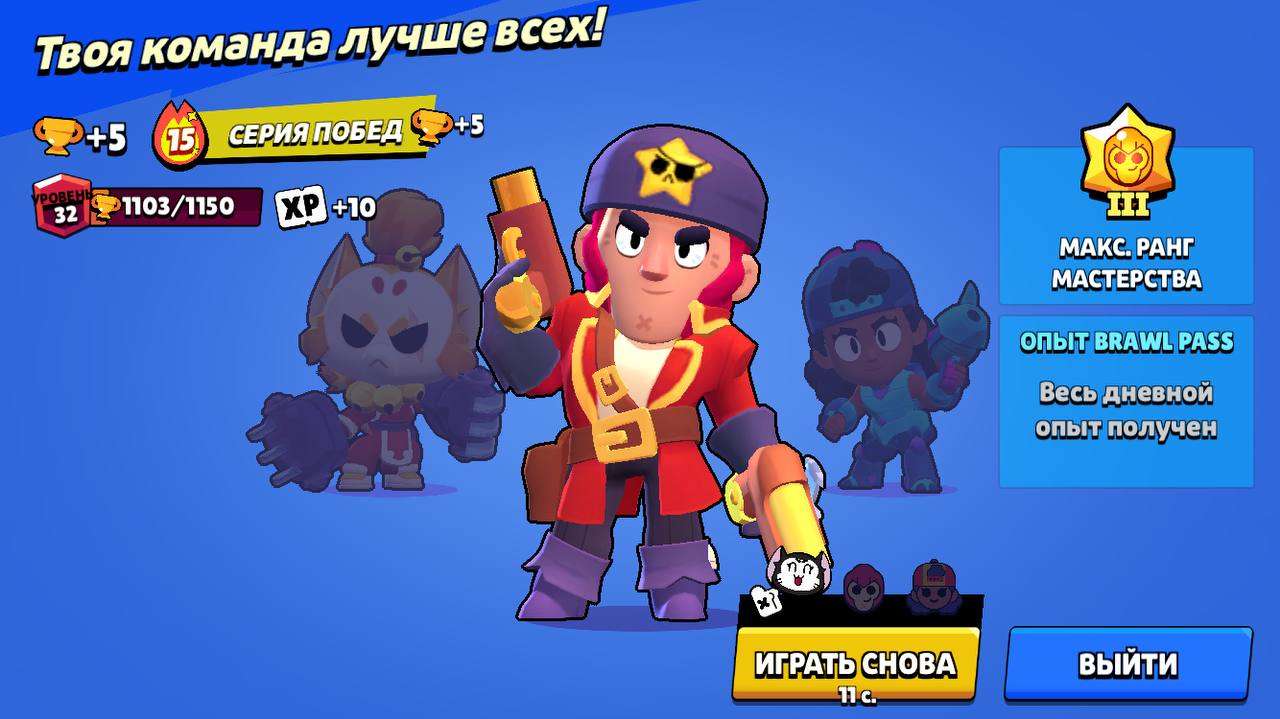 Твоя команда лучше всех!
+5
15 СЕРИЯ ПОБЕД +5
УРОВЕНЬ
32
1103/1150
XP +10
III
МАКС. РАНГ
МАСТЕРСТВА
ОПЫТ BRAWL PASS
Весь дневной
опыт получен
ИГРАТЬ СНОВА
11 с.
ВЫЙТИ